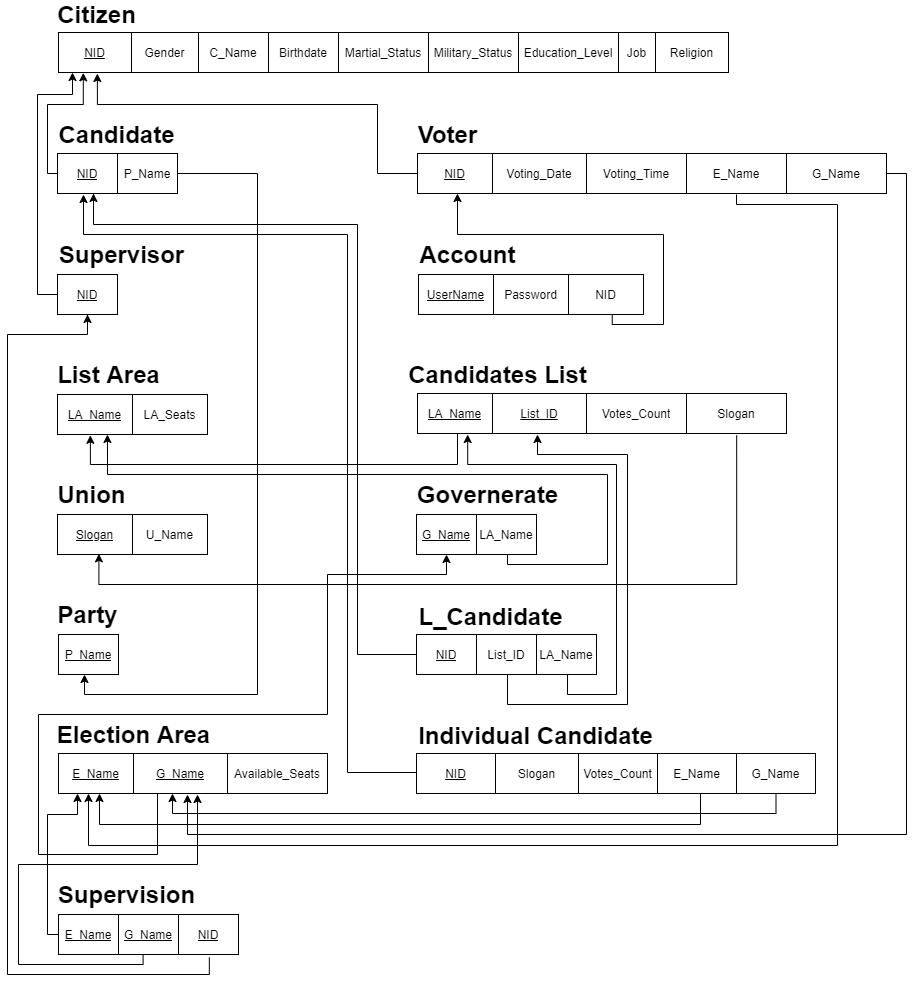 Citizen
NID Gender C_Name Birthdate Martial_Status Military_Status Education_Level Job Religion
Candidate
NID P_Name
Voter
NID Voting_Date Voting_Time E_Name G_Name
Supervisor
NID
Account
UserName Password NID
List Area
LA_Name LA_Seats
Candidates List
LA_Name List_ID Votes_Count Slogan
Union
Slogan U_Name
Governerate
G_Name LA_Name
Party
P_Name
L_Candidate
NID List_ID LA_Name
Election Area
E_Name G_Name Available_Seats
Individual Candidate
NID Slogan Votes_Count E_Name G_Name
Supervision
E_Name G_Name NID